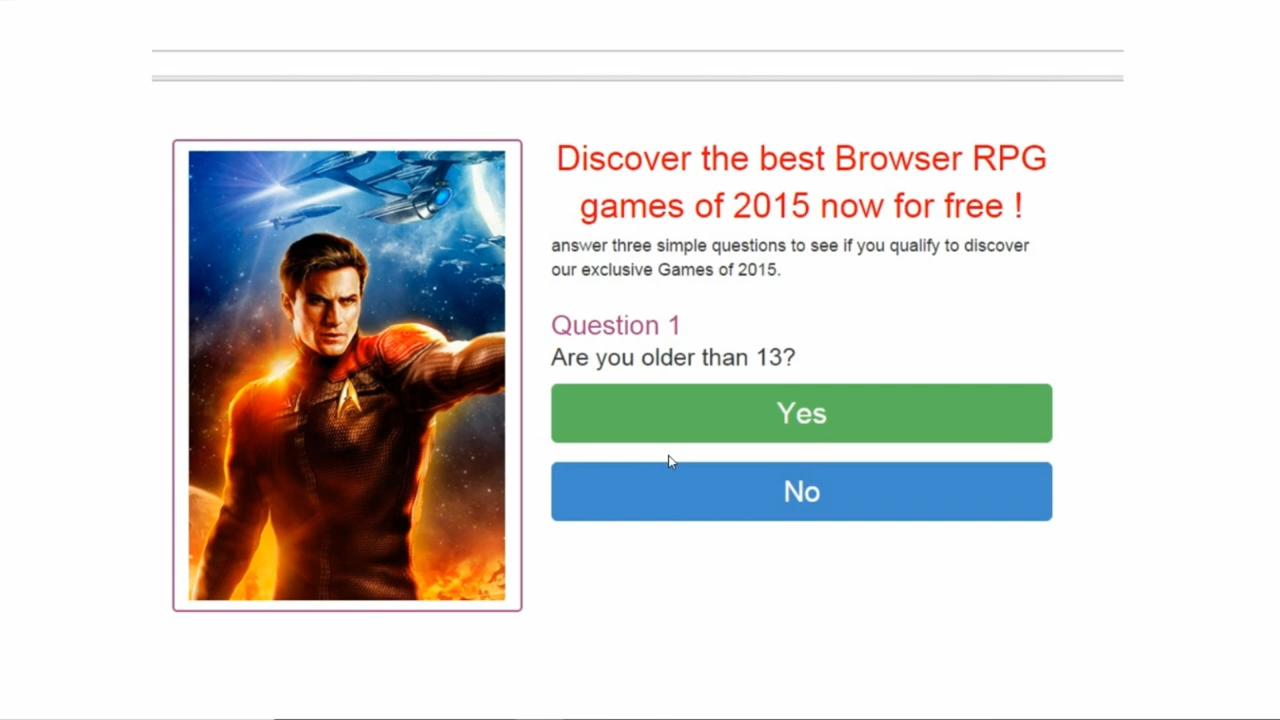 Discover the best Browser RPG
games of 2015 now for free !
answer three simple questions to see if you qualify to discover
our exclusive Games of 2015.
Question 1
Are you older than 13?
Yes
No